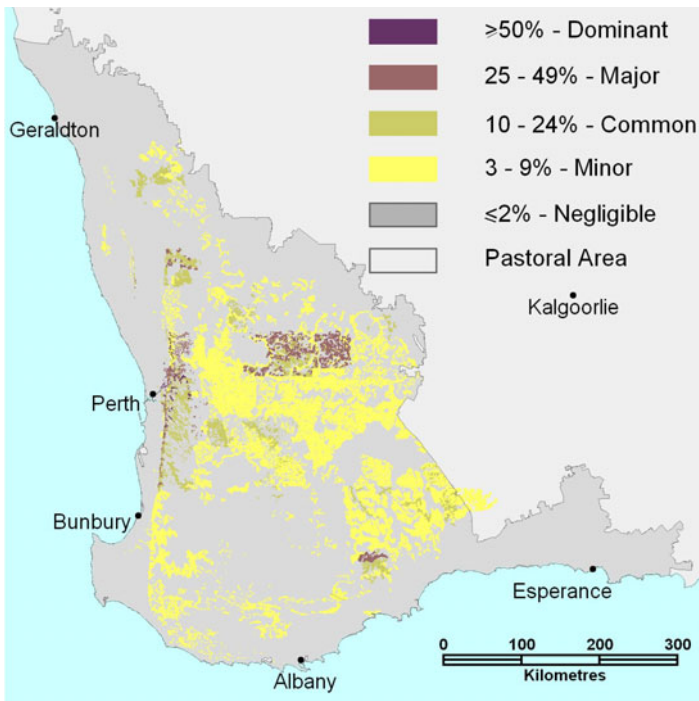 ≥50% - Dominant
25 - 49% - Major
10 - 24% - Common
3 - 9% - Minor
≤2% - Negligible
Pastoral Area
Geraldton
Kalgoorlie
Perth
Bunbury
Esperance
Albany
0 100 200 300
Kilometres